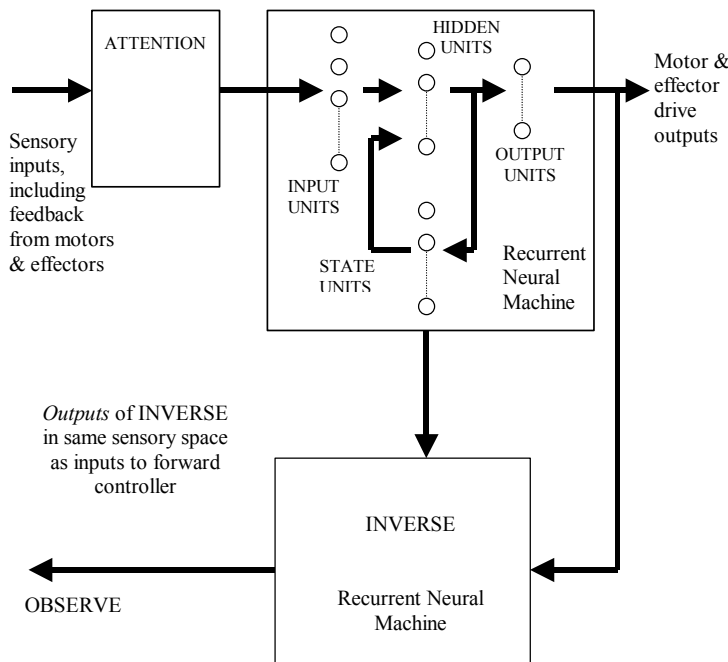 ATTENTION
HIDDEN
UNITS
Motor &
effector
drive
outputs
Sensory
inputs,
including
feedback
from motors
& effectors
INPUT
UNITS
OUTPUT
UNITS
STATE
UNITS
Recurrent
Neural
Machine
Outputs of INVERSE
in same sensory space
as inputs to forward
controller
INVERSE
Recurrent Neural
Machine
OBSERVE